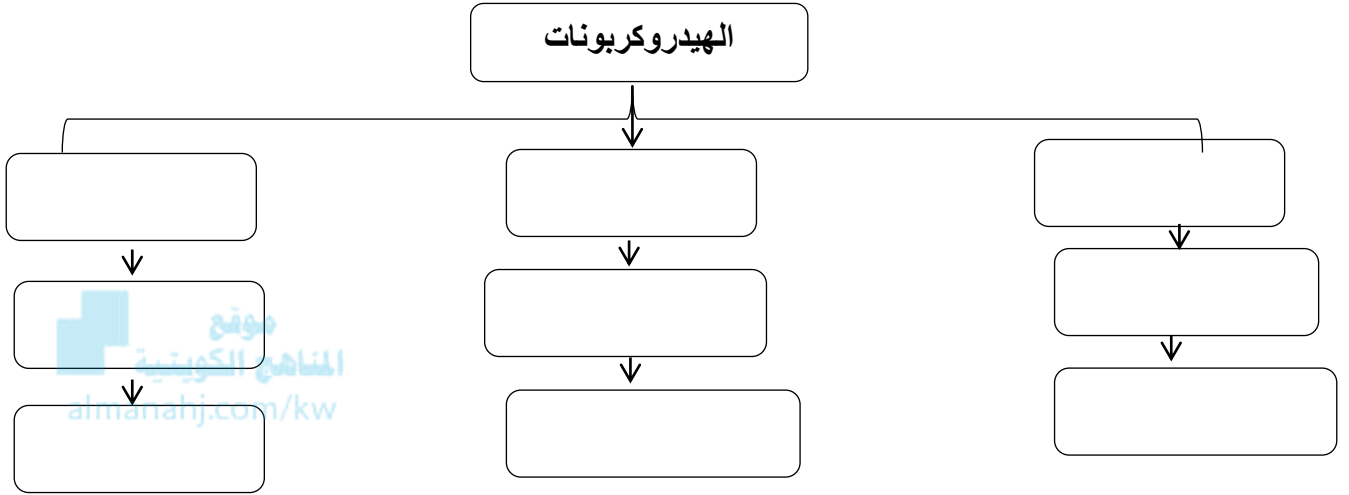 الهيدروكربونات
موقع
المناهج الكويتية
almanahj.com/kw